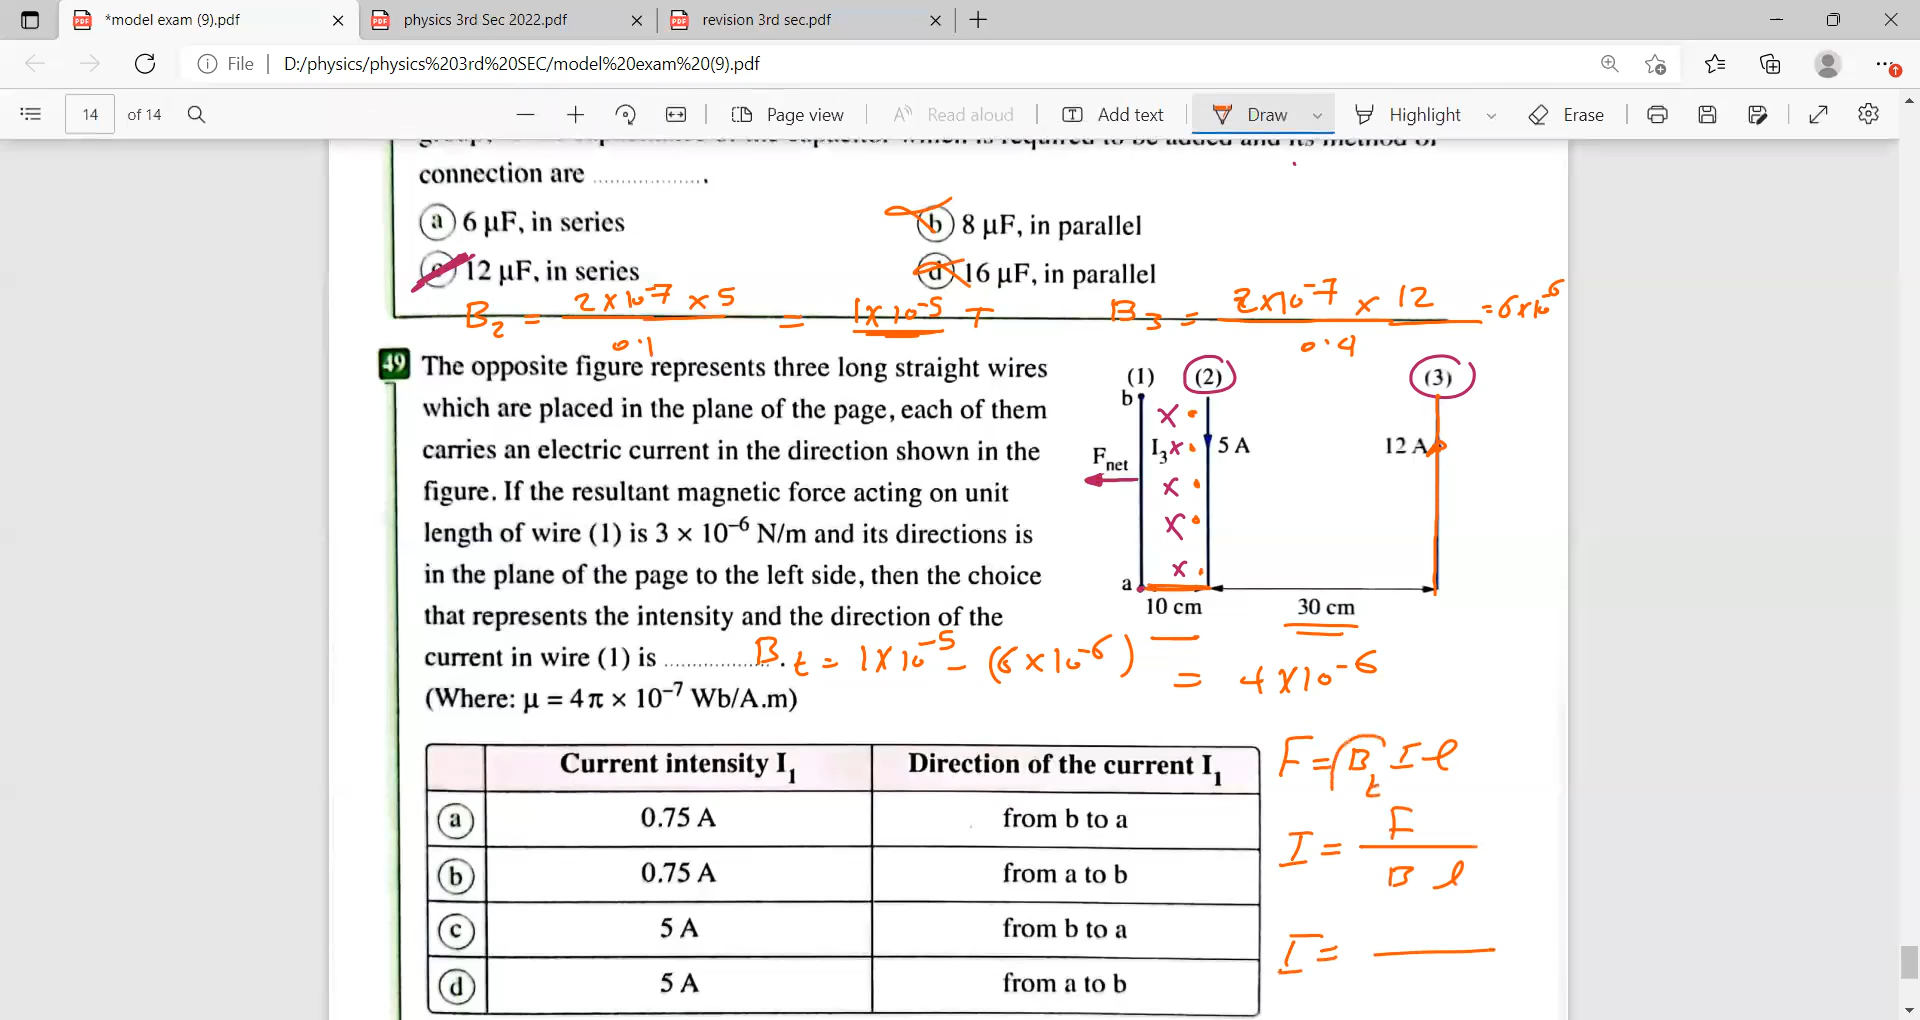 *model exam (9).pdf
physics 3rd Sec 2022.pdf
revision 3rd sec.pdf
File
D:/physics/physics%203rd%20SEC/model%20exam%20(9).pdf
14 of 14
Page view
Read aloud
Add text
Draw
Highlight
Erase
connection are ...................
a 6 μF, in series
b 8 μF, in parallel
c 12 μF, in series
d 16 μF, in parallel
B₂ = 2 × 10⁻⁷ × 5 / 0.1 = 1 × 10⁻⁵ T
B₃ = 2 × 10⁻⁷ × 12 / 0.4 = 6 × 10⁻⁶
49 The opposite figure represents three long straight wires
which are placed in the plane of the page, each of them
carries an electric current in the direction shown in the
figure. If the resultant magnetic force acting on unit
length of wire (1) is 3 × 10⁻⁶ N/m and its directions is
in the plane of the page to the left side, then the choice
that represents the intensity and the direction of the
current in wire (1) is ................
(Where: μ = 4 π × 10⁻⁷ Wb/A.m)
(1) (2) (3)
b
I₃ 5 A 12 A
F net
x x x x x
a
10 cm 30 cm
B t = 1 × 10⁻⁵ - (6 × 10⁻⁶) = 4 × 10⁻⁶
Current intensity I₁ Direction of the current I₁
a 0.75 A from b to a
b 0.75 A from a to b
c 5 A from b to a
d 5 A from a to b
F = B t I l
I = F / B l
I =